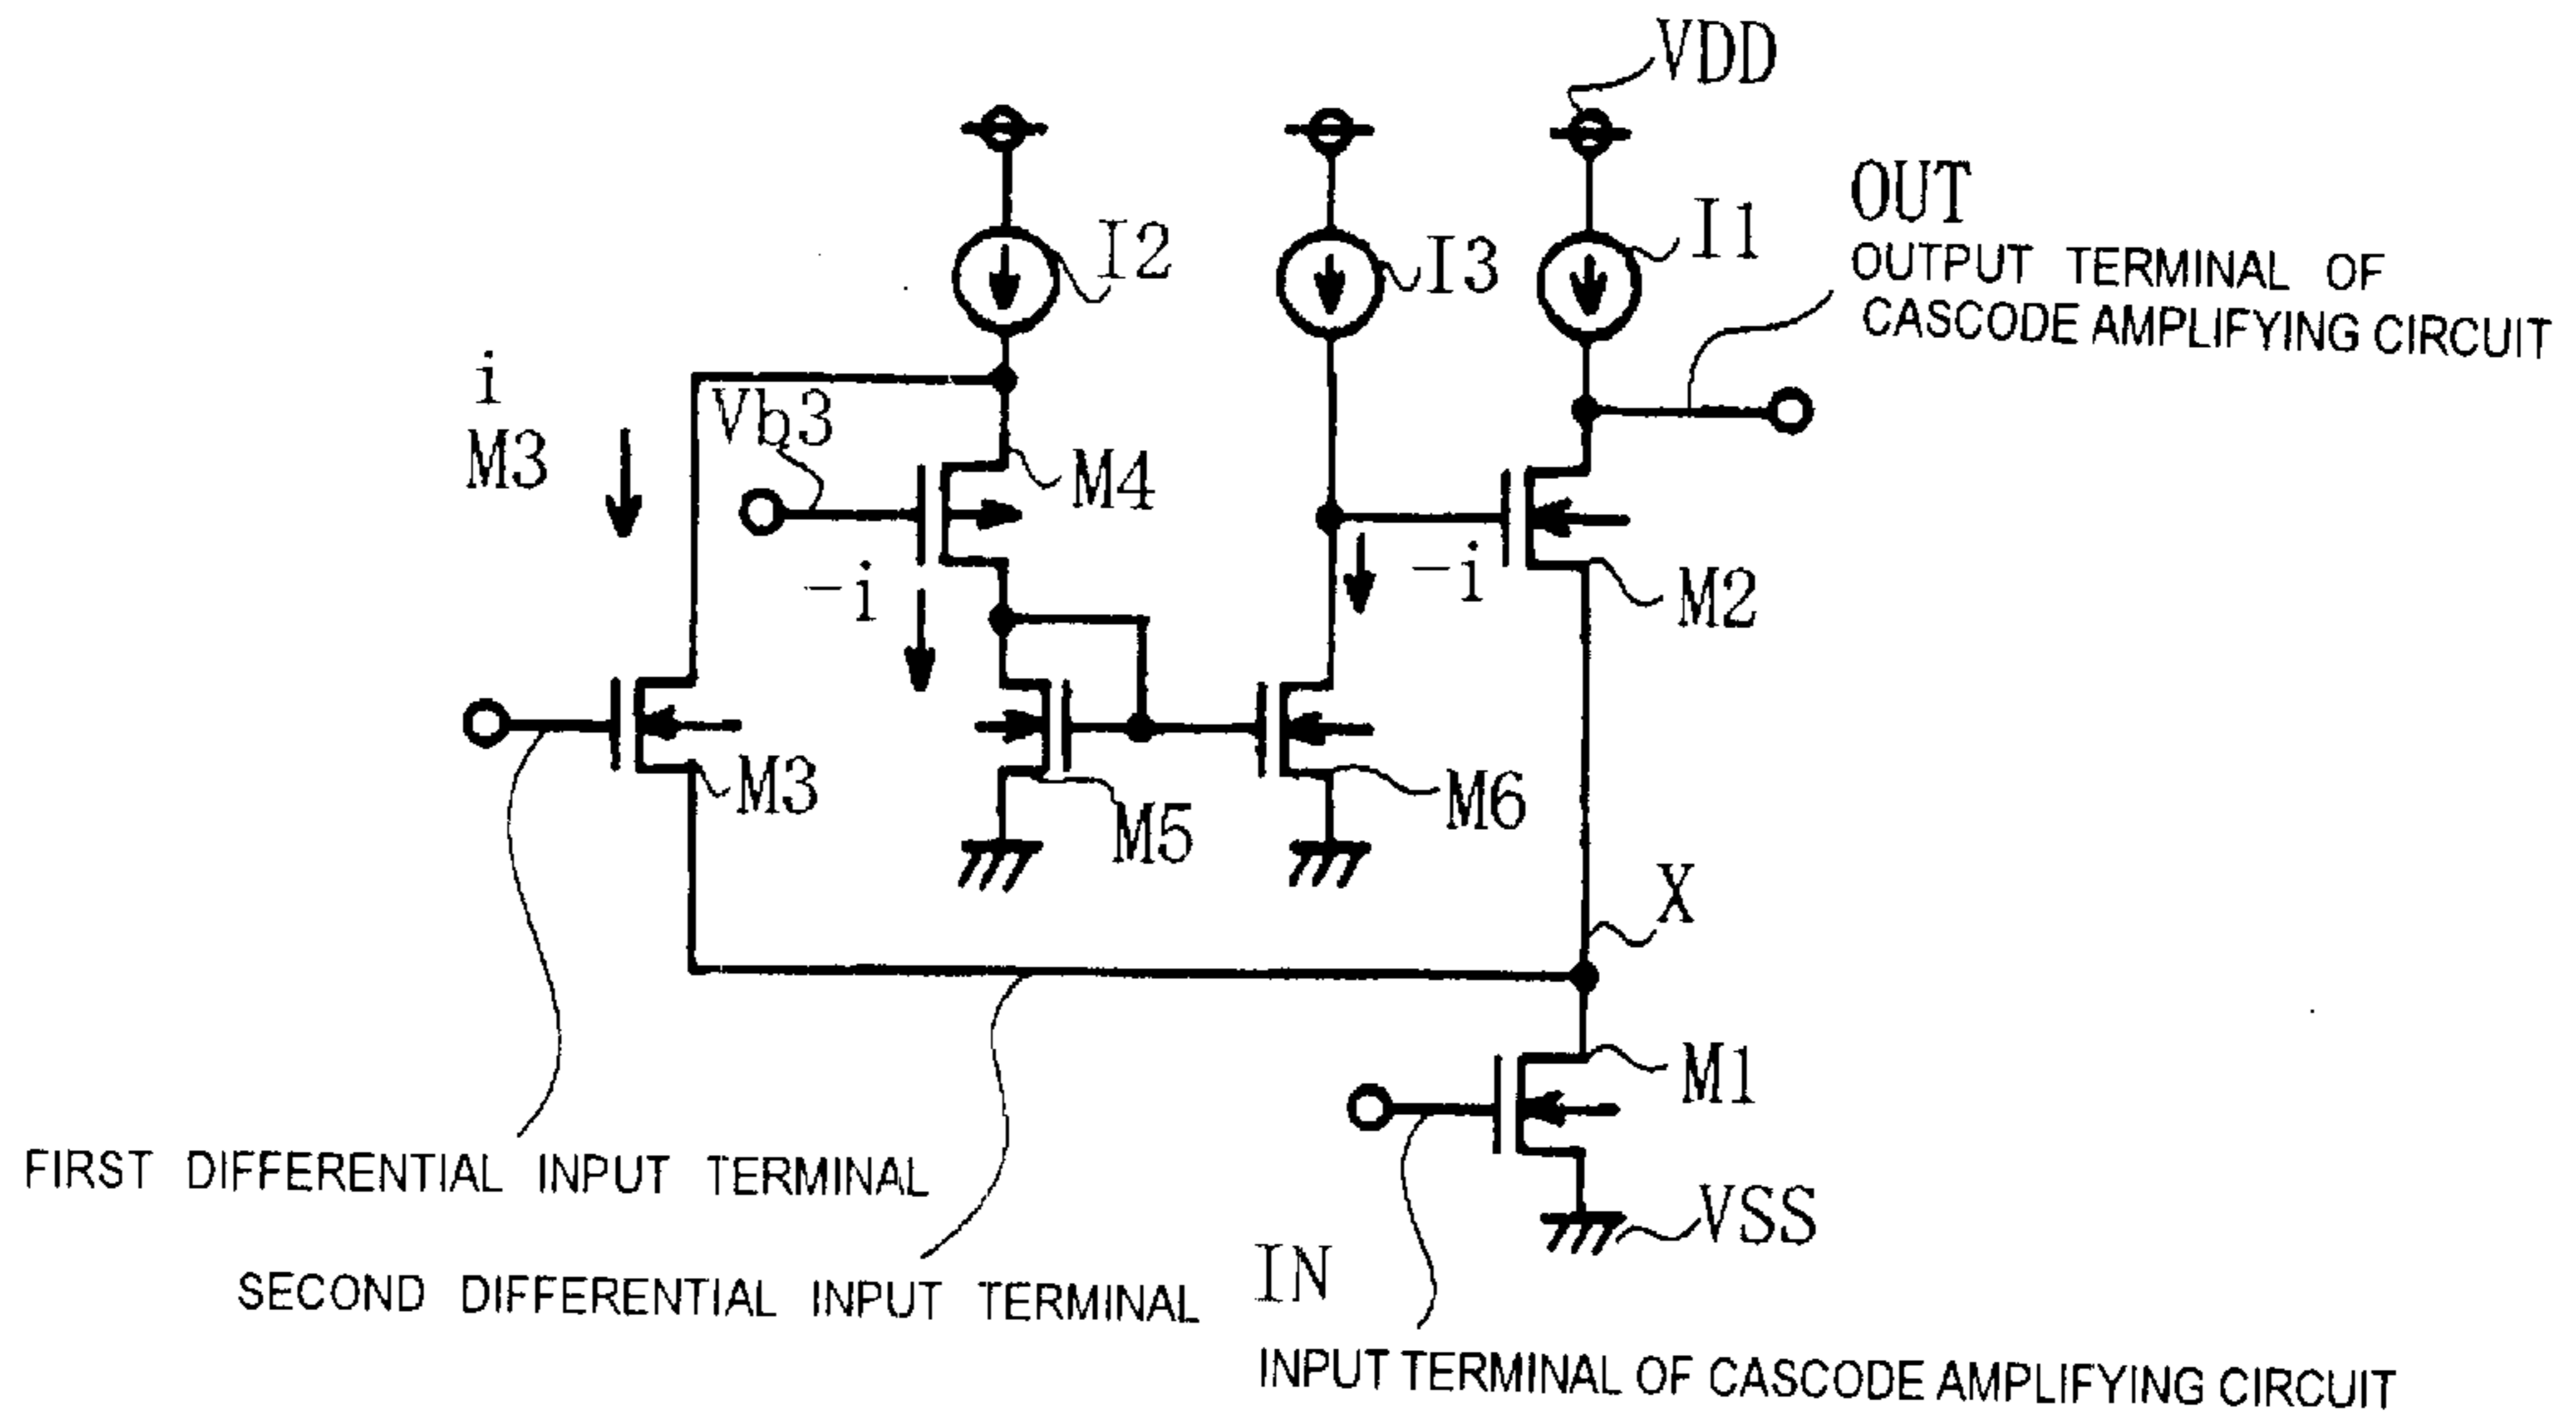 VDD
I2
I3
I1
OUT
OUTPUT TERMINAL OF
CASCODE AMPLIFYING CIRCUIT
i
M3
Vb3
M4
-i
-i
M2
M3
M5
M6
X
M1
FIRST DIFFERENTIAL INPUT TERMINAL
VSS
SECOND DIFFERENTIAL INPUT TERMINAL
IN
INPUT TERMINAL OF CASCODE AMPLIFYING CIRCUIT